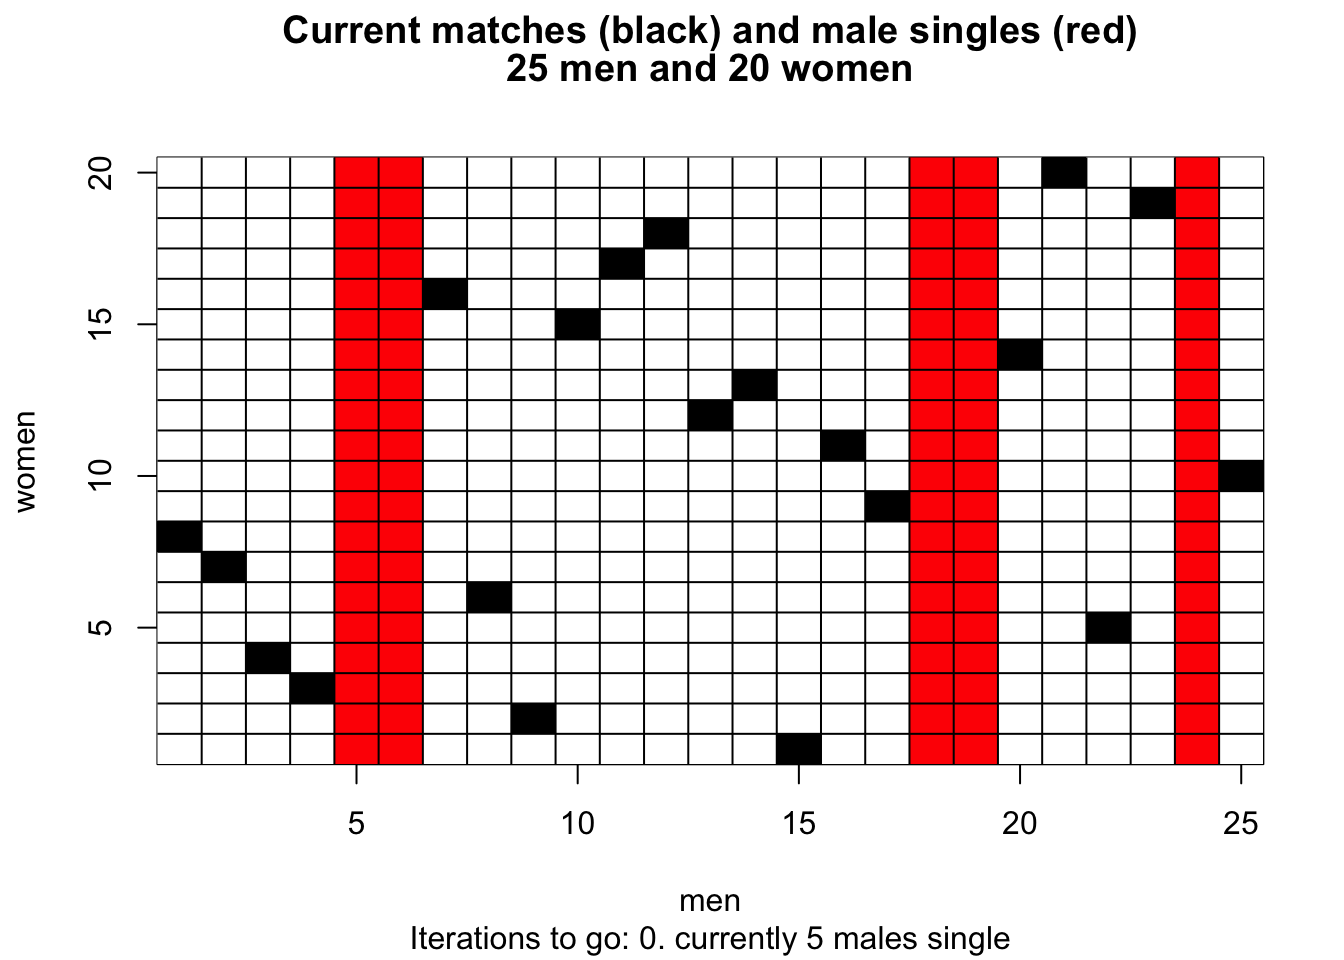 Current matches (black) and male singles (red)
25 men and 20 women
20
15
10
5
women
5 10 15 20 25
men
Iterations to go: 0. currently 5 males single